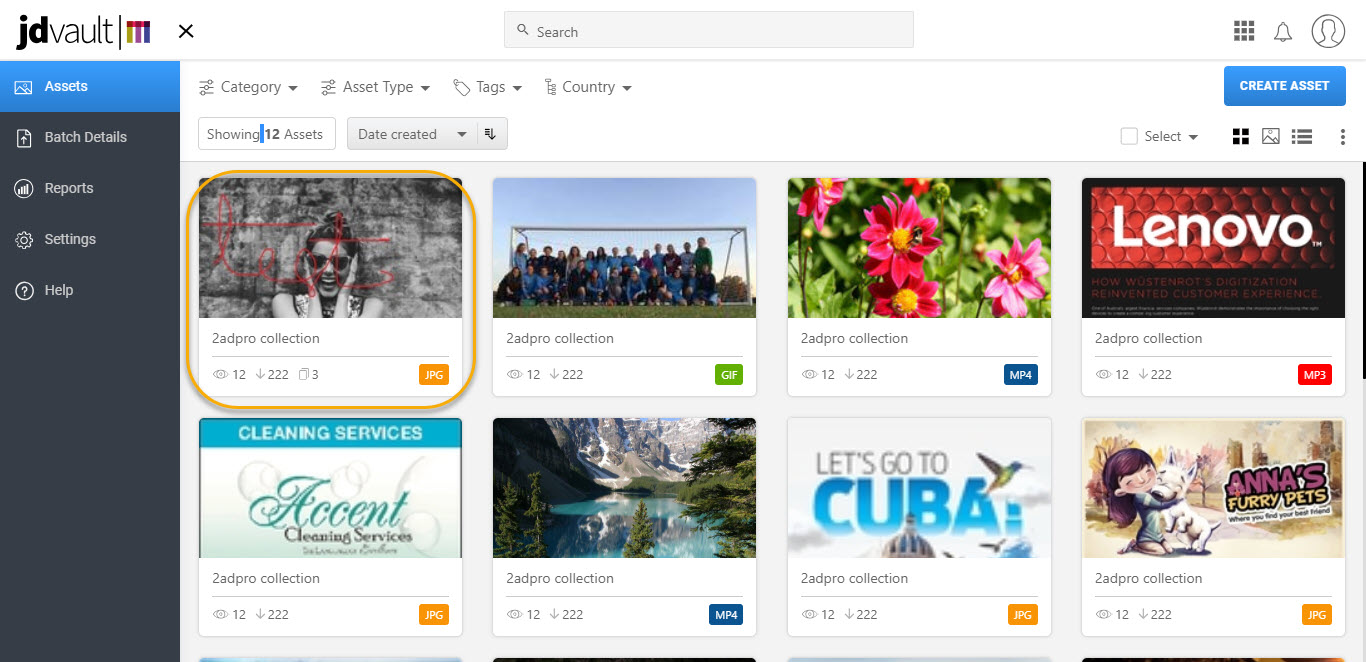 jdvault
Search
Assets
Batch Details
Reports
Settings
Help
Category
Asset Type
Tags
Country
CREATE ASSET
Showing 12 Assets
Date created
Select
2adpro collection
12 222 3
JPG
2adpro collection
12 222
GIF
2adpro collection
12 222
MP4
Lenovo™
HOW WÜSTENROT'S DIGITIZATION
REINVENTED CUSTOMER EXPERIENCE.
2adpro collection
12 222
MP3
CLEANING SERVICES
Accent
Cleaning Services
2adpro collection
12 222
JPG
2adpro collection
12 222
MP4
LET'S GO TO
CUBA
2adpro collection
12 222
JPG
ANNA'S
FURRY PETS
Where you find your best Friend
2adpro collection
12 222
JPG